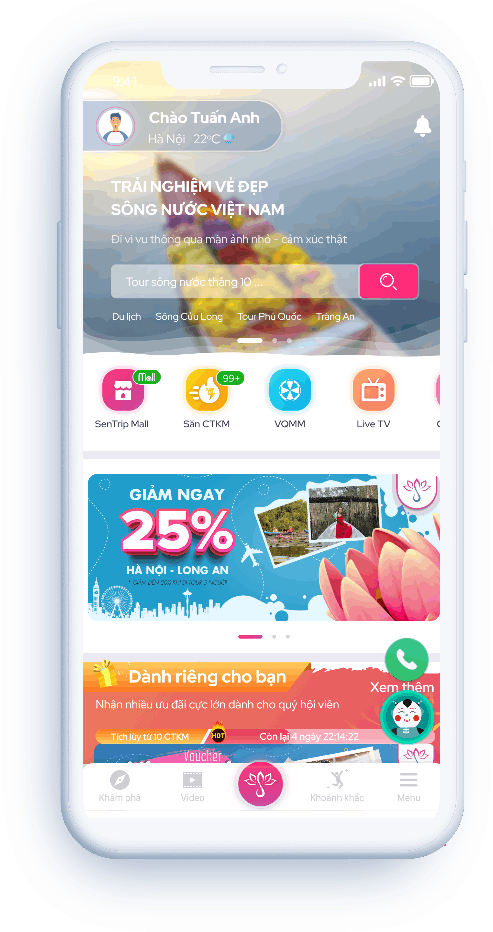 9:41
Chào Tuấn Anh
Hà Nội 22°C
TRẢI NGHIỆM VẺ ĐẸP
SÔNG NƯỚC VIỆT NAM
Đi vi vu thông qua màn ảnh nhỏ - cảm xúc thật
Tour sông nước tháng 10 ...
Du lịch Sông Cửu Long Tour Phú Quốc Tràng An
Mall 99+
SenTrip Mall Săn CTKM VQMM Live TV
GIẢM NGAY
25%
HÀ NỘI - LONG AN
Dành riêng cho bạn
Xem thêm
Nhận nhiều ưu đãi cực lớn dành cho quý hội viên
Tích lũy từ 10 CTKM HOT Còn lại 4 ngày 22:14:22
Voucher
Khám phá Video Khoảnh khắc Menu